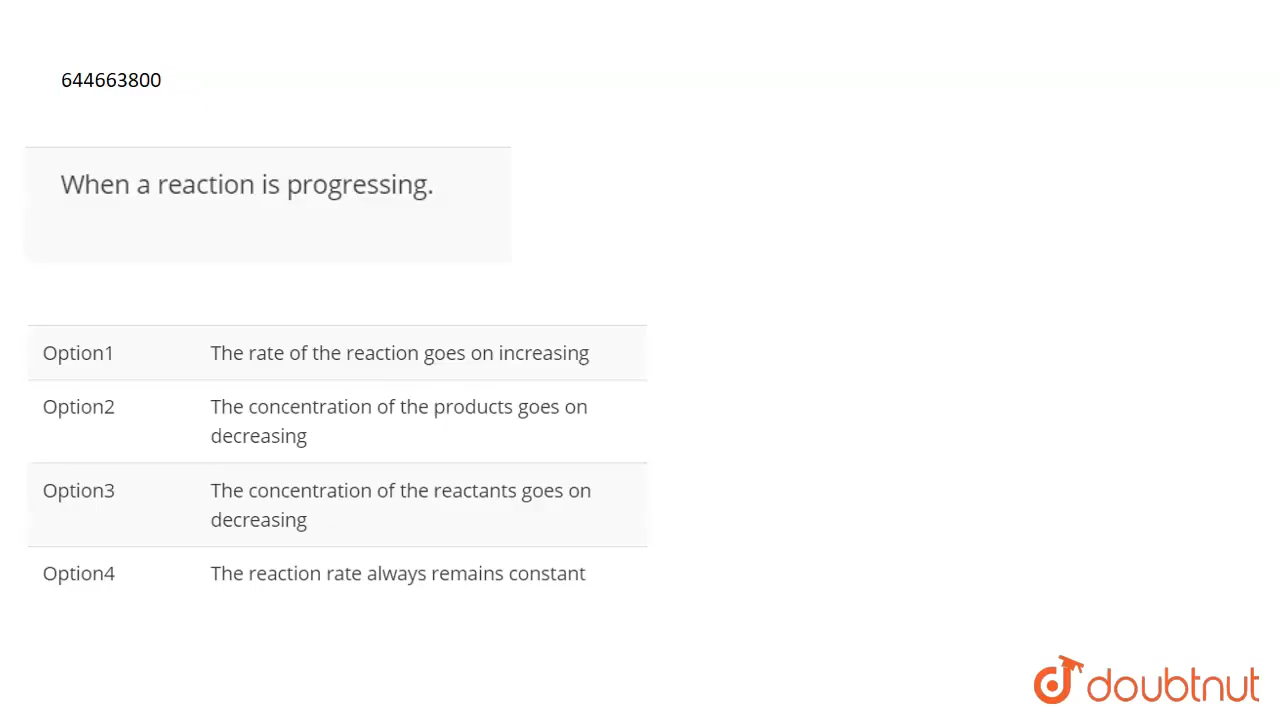 644663800
When a reaction is progressing.
Option1 The rate of the reaction goes on increasing
Option2 The concentration of the products goes on
decreasing
Option3 The concentration of the reactants goes on
decreasing
Option4 The reaction rate always remains constant
doubtnut